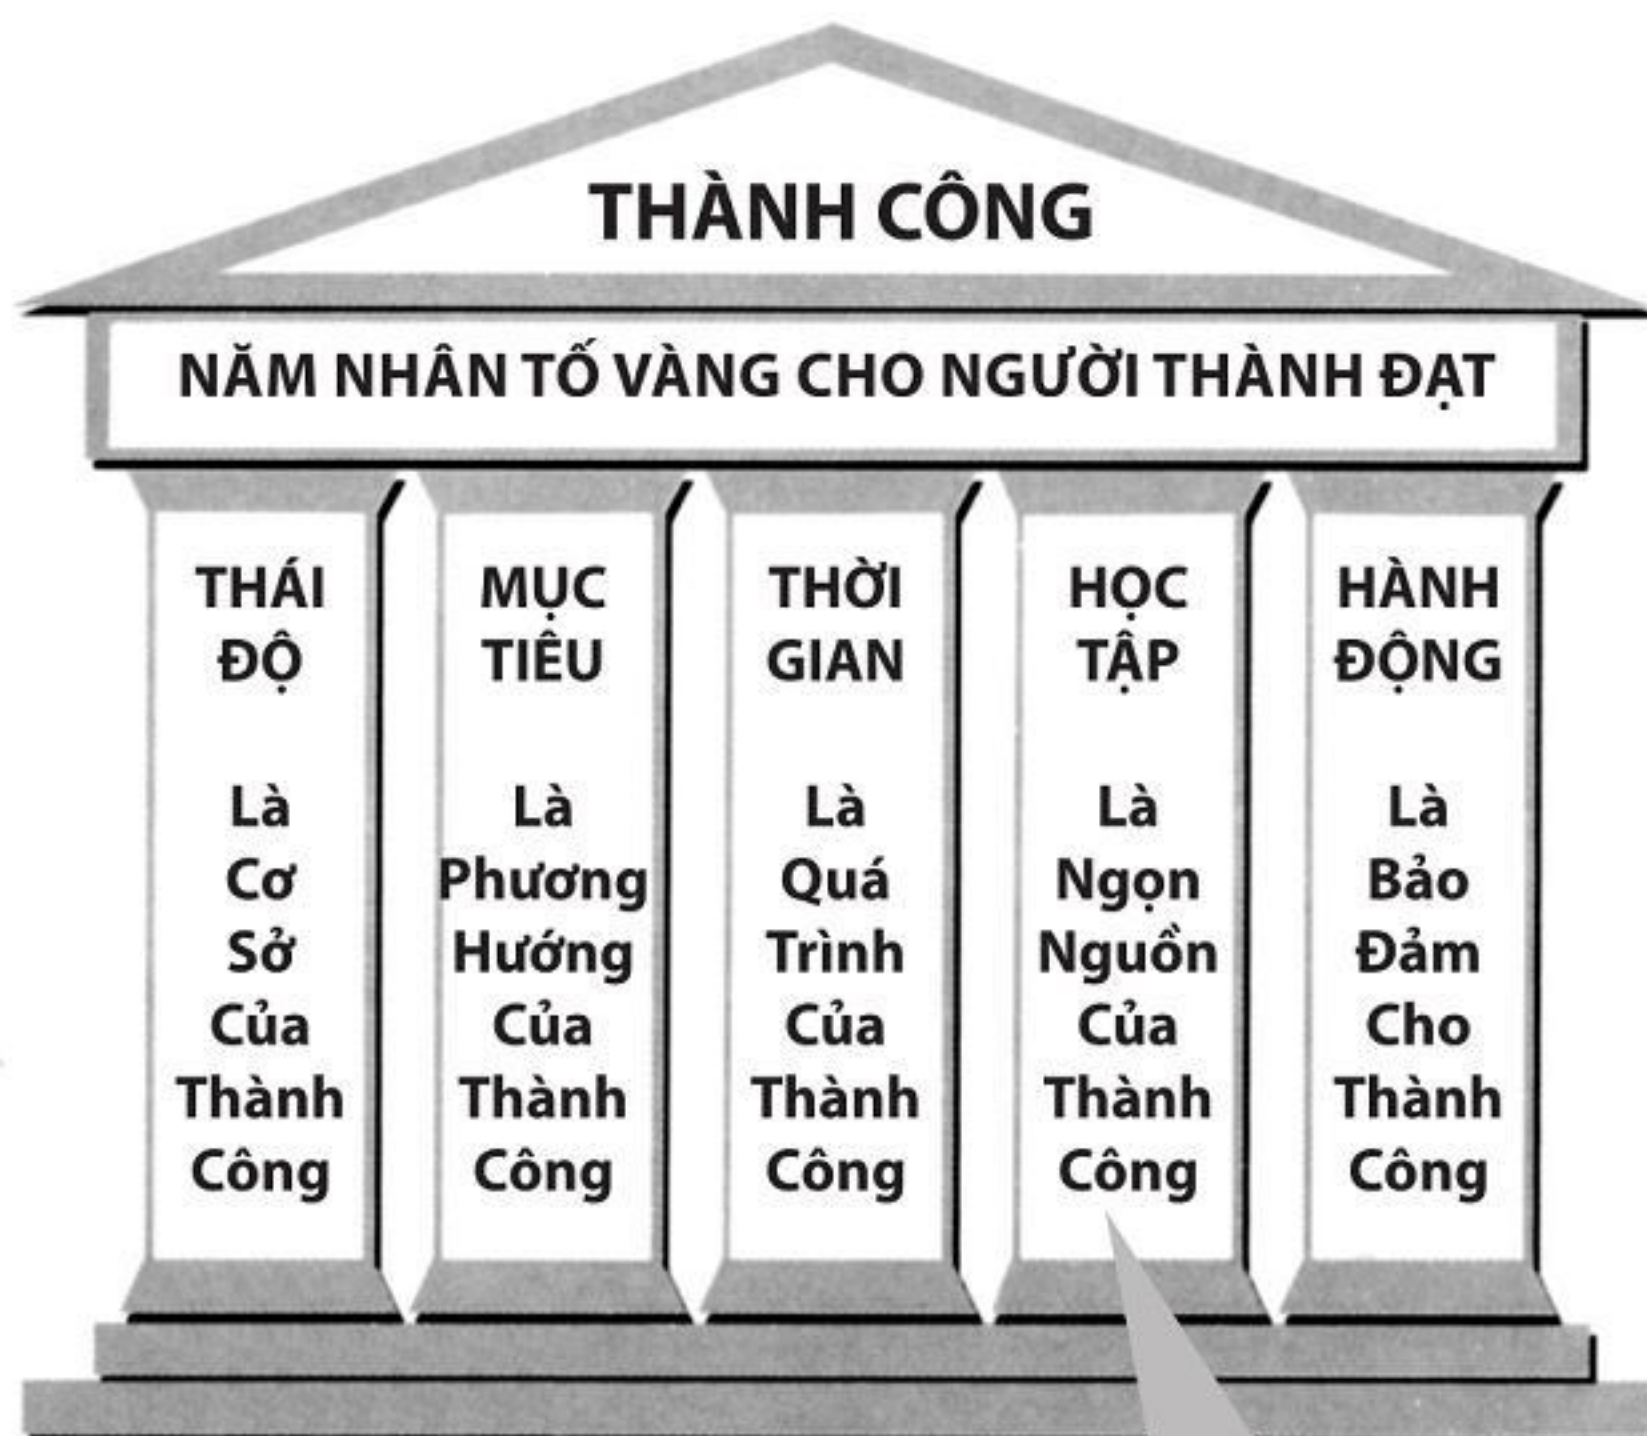 THÀNH CÔNG
NĂM NHÂN TỐ VÀNG CHO NGƯỜI THÀNH ĐẠT
THÁI
ĐỘ
Là
Cơ
Sở
Của
Thành
Công
MỤC
TIÊU
Là
Phương
Hướng
Của
Thành
Công
THỜI
GIAN
Là
Quá
Trình
Của
Thành
Công
HỌC
TẬP
Là
Ngọn
Nguồn
Của
Thành
Công
HÀNH
ĐỘNG
Là
Bảo
Đảm
Cho
Thành
Công